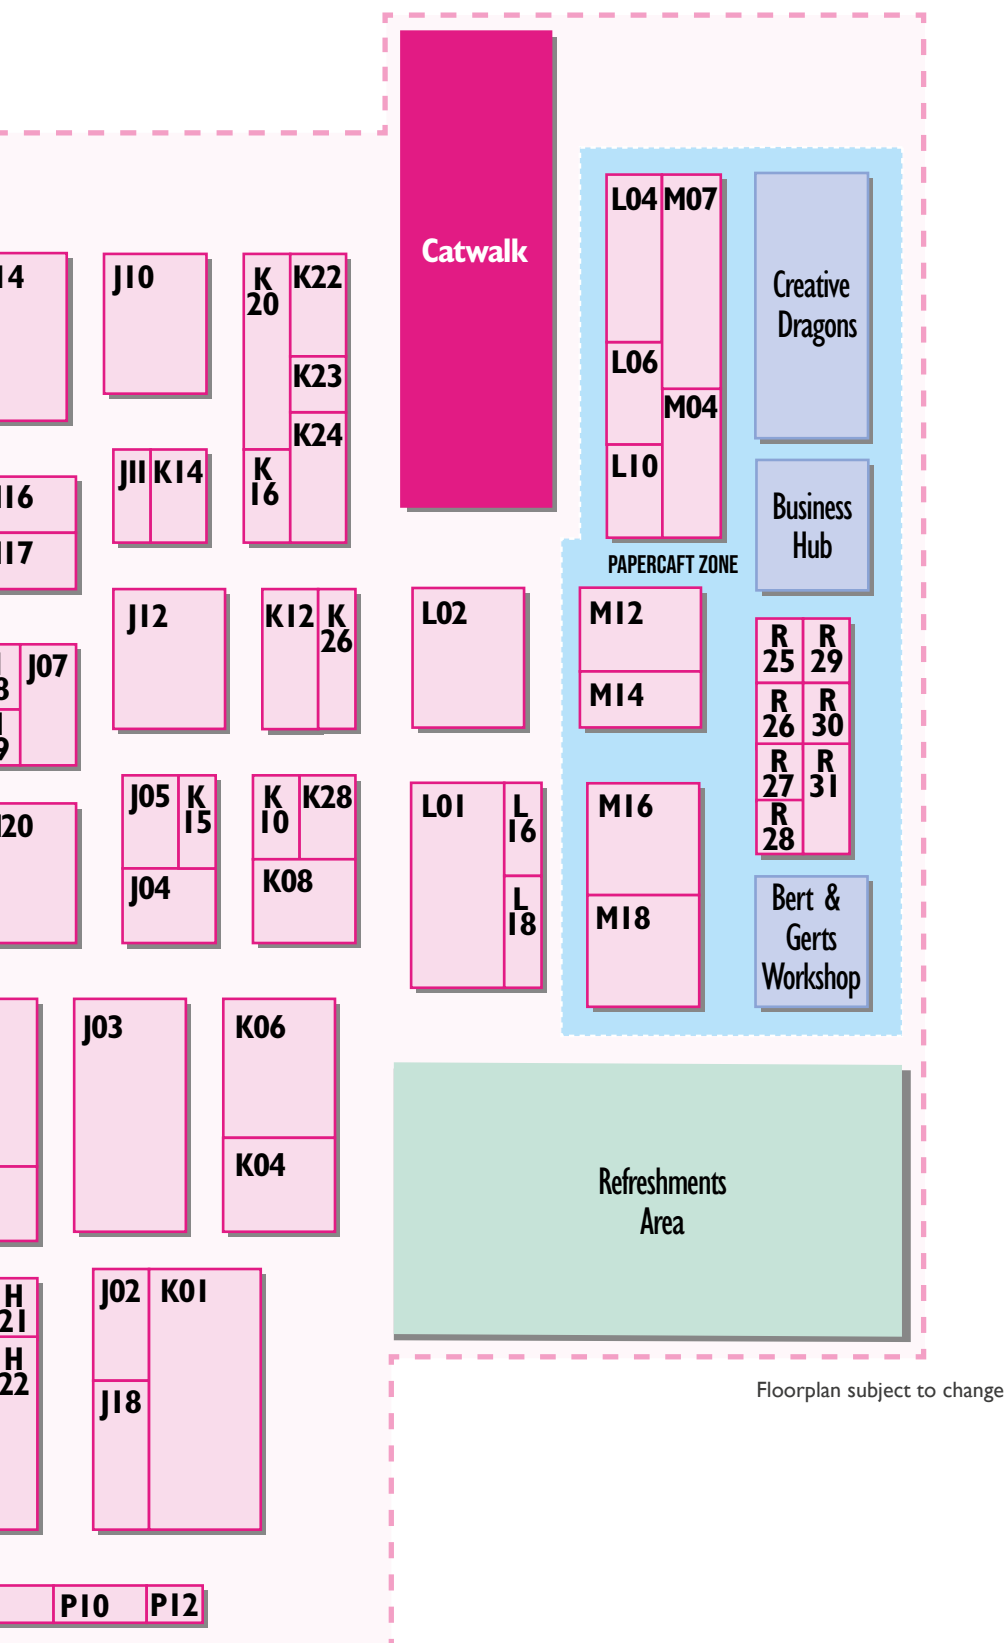 Catwalk
L04 M07
14
J10
K
20
K22
Creative
Dragons
L06
K23
M04
K24
J11 K14
K
16
L10
116
Business
Hub
117
PAPERCAFT ZONE
J12
K12
K
26
L02
M12
R
25
R
29
J07
M14
R
26
R
30
R
27
R
31
J05
K
15
K
10
K28
L01
L
16
M16
R
28
20
J04
K08
L
18
M18
Bert &
Gerts
Workshop
J03
K06
K04
Refreshments
Area
H
21
J02
K01
H
22
J18
Floorplan subject to change
P10
P12